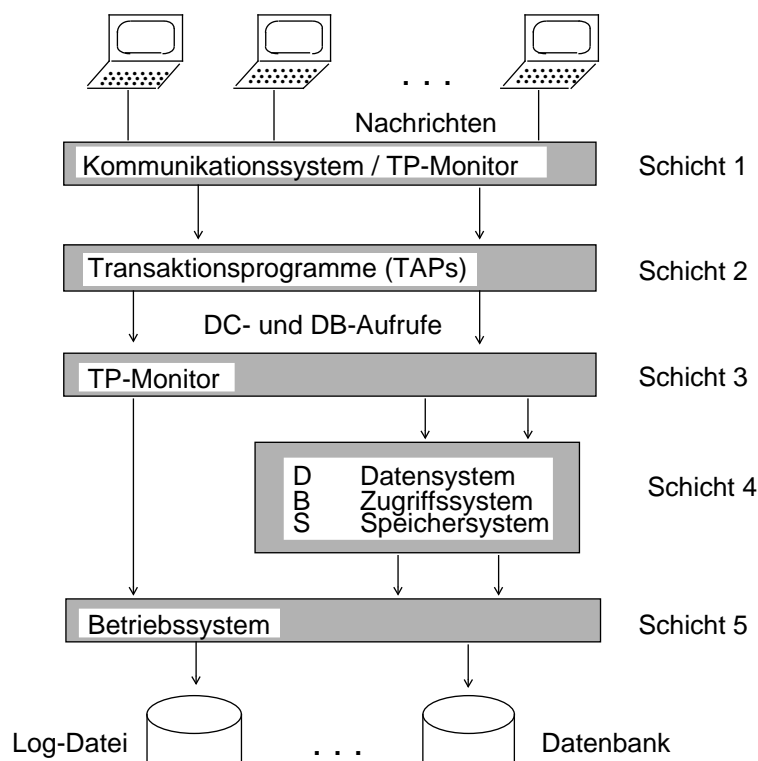 . . .
Nachrichten
Kommunikationssystem / TP-Monitor Schicht 1
Transaktionsprogramme (TAPs) Schicht 2
DC- und DB-Aufrufe
TP-Monitor Schicht 3
D Datensystem
B Zugriffssystem Schicht 4
S Speichersystem
Betriebssystem Schicht 5
Log-Datei . . . Datenbank